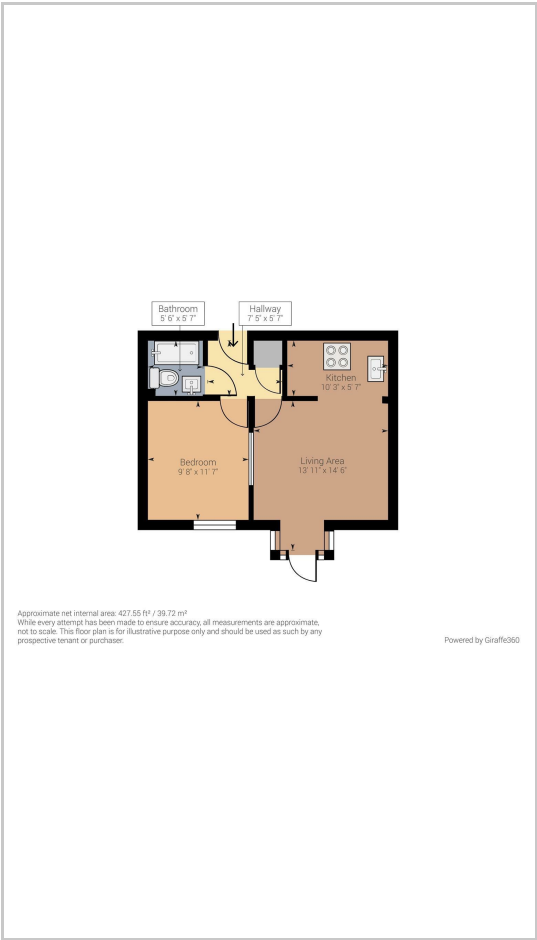 Bathroom
5' 6" x 5' 7"
Hallway
7' 5" x 5' 7"
Kitchen
10' 3" x 5' 7"
Bedroom
9' 8" x 11' 7"
Living Area
13' 11" x 14' 6"
Approximate net internal area: 427.55 ft² / 39.72 m²
While every attempt has been made to ensure accuracy, all measurements are approximate,
not to scale. This floor plan is for illustrative purpose only and should be used as such by any
prospective tenant or purchaser.
Powered by Giraffe360